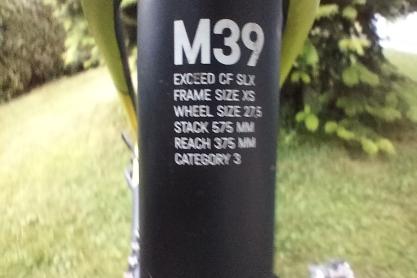 M39
EXCEED CF SLX
FRAME SIZE XS
WHEEL SIZE 27,5
STACK 575 MM
REACH 375 MM
CATEGORY 3